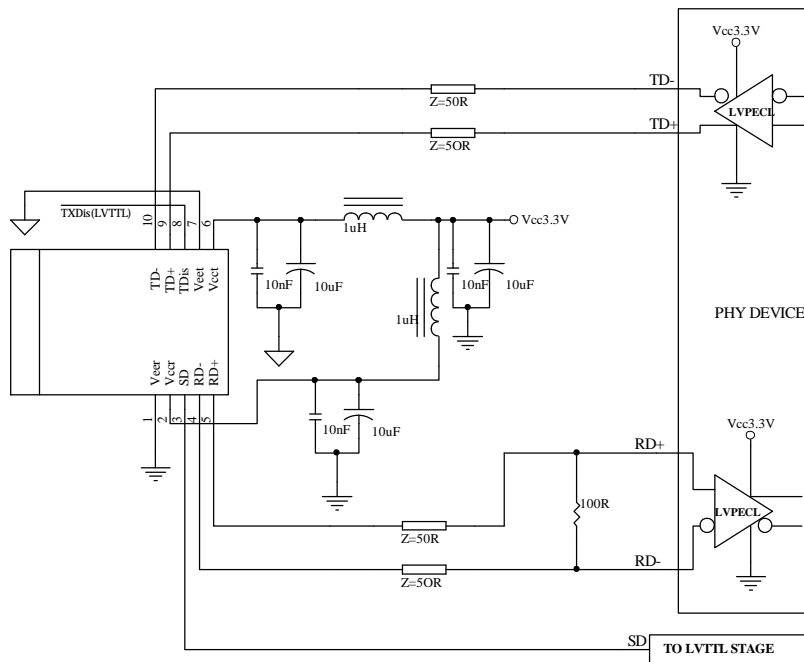 Vcc3.3V
TD-
Z=50R
LVPECL
TD+
Z=5OR
TXDis(LVTTL)
10
9
8
7
6
1uH
Vcc3.3V
TD-
TD+
TDis
Veet
Vcct
10nF
10uF
10nF
10uF
1uH
PHY DEVICE
Veer
Vccr
SD
RD-
RD+
1
2
3
4
5
10nF
10uF
Vcc3.3V
RD+
100R
LVPECL
Z=50R
RD-
Z=5OR
SD
TO LVTTL STAGE